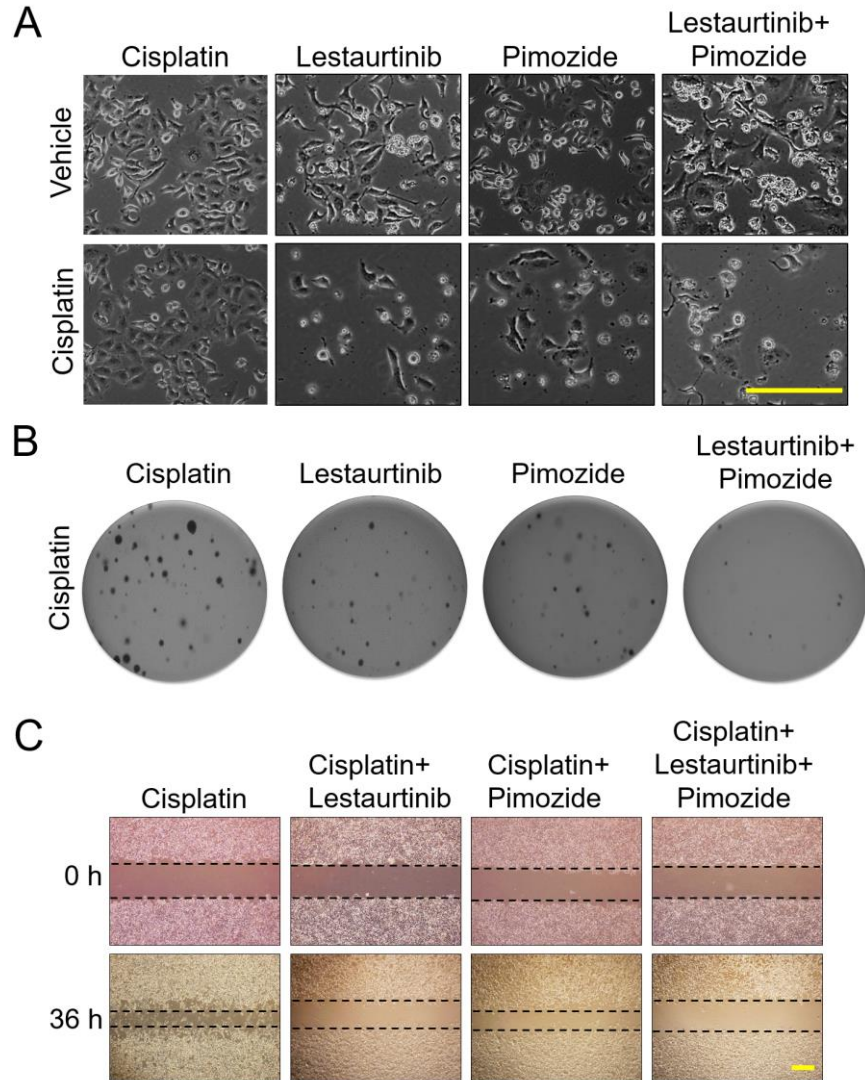 A
Cisplatin
Lestaurtinib
Pimozide
Lestaurtinib+
Pimozide
Vehicle
Cisplatin
B
Cisplatin
Lestaurtinib
Pimozide
Lestaurtinib+
Pimozide
Cisplatin
C
Cisplatin
Cisplatin+
Lestaurtinib
Cisplatin+
Pimozide
Cisplatin+
Lestaurtinib+
Pimozide
0 h
36 h